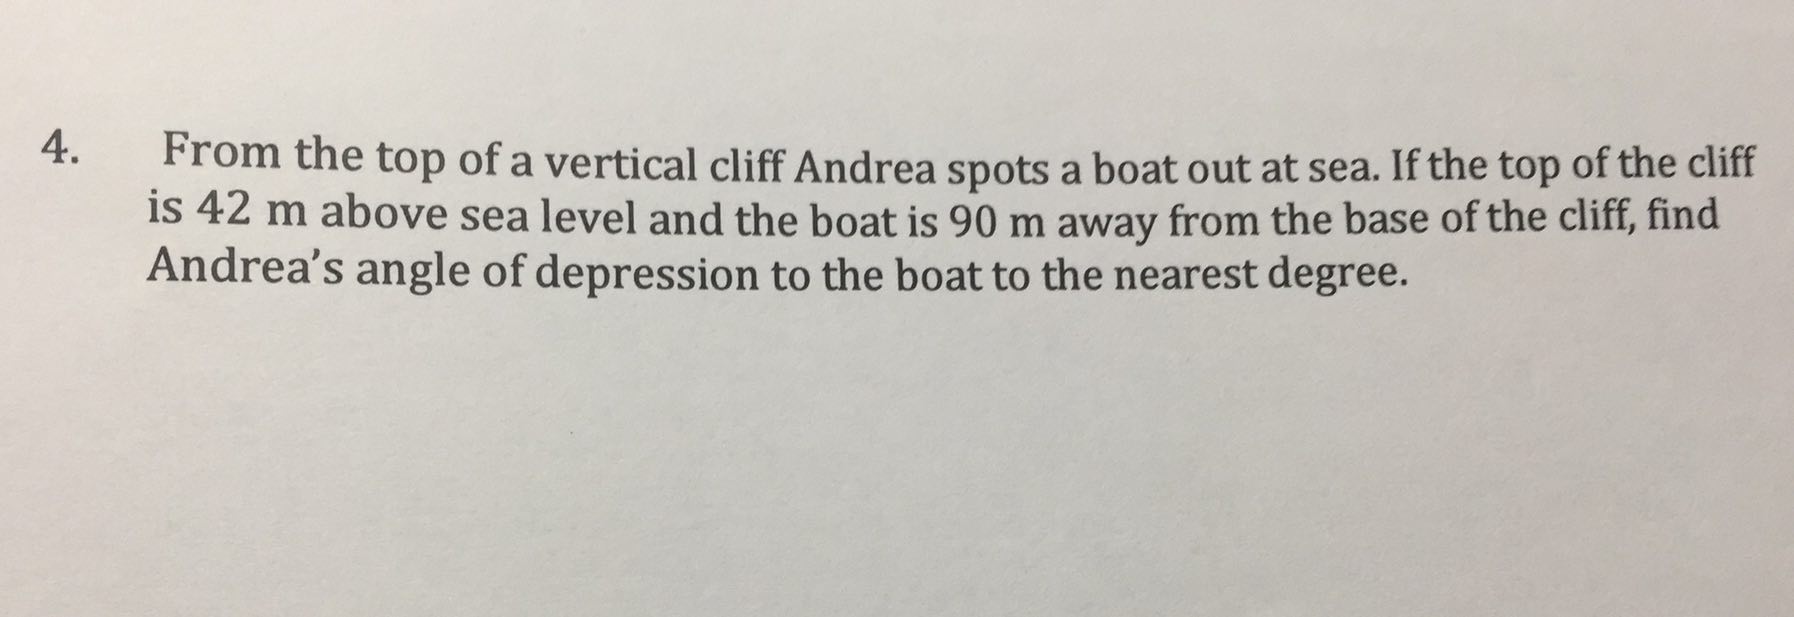 4. From the top of a vertical cliff Andrea spots a boat out at sea. If the top of the cliff
is 42 m above sea level and the boat is 90 m away from the base of the cliff, find
Andrea's angle of depression to the boat to the nearest degree.